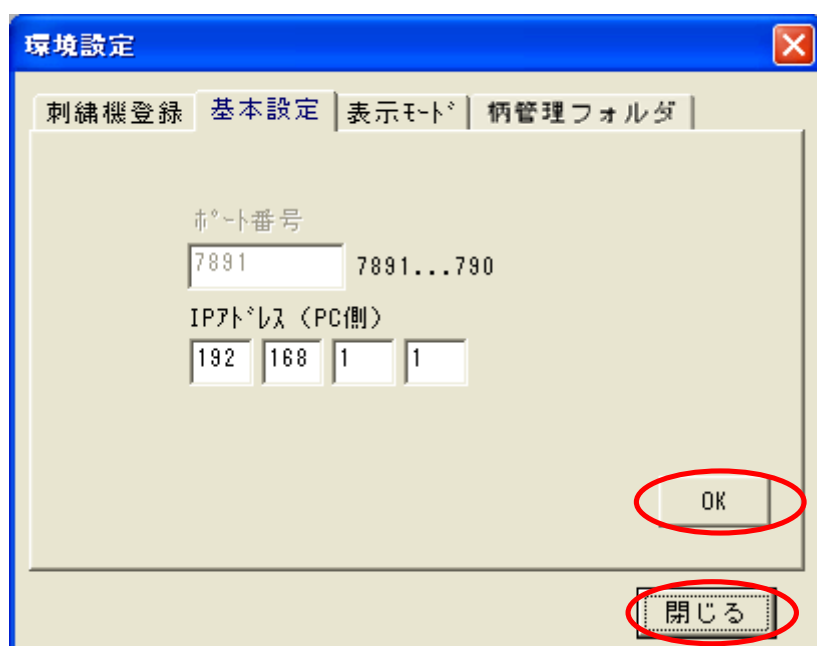 環境設定
刺繍機登録 基本設定 表示ﾓｰﾄﾞ 柄管理フォルダ
ﾎﾟｰﾄ番号
7891 7891...790
IPｱﾄﾞﾚｽ (PC側)
192 168 1 1
OK
閉じる